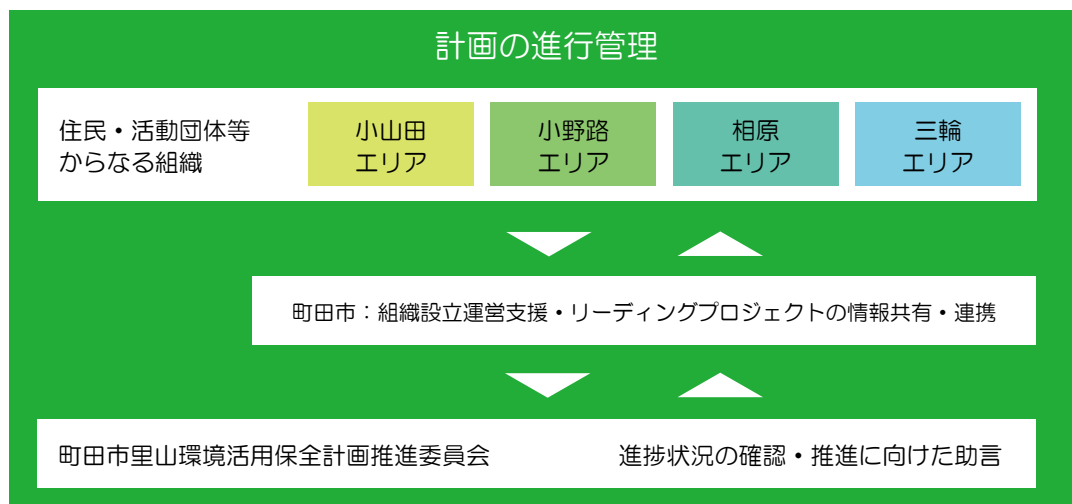 計画の進行管理
住民・活動団体等
からなる組織
小山田
エリア
小野路
エリア
相原
エリア
三輪
エリア
町田市：組織設立運営支援・リーディングプロジェクトの情報共有・連携
町田市里山環境活用保全計画推進委員会 進捗状況の確認・推進に向けた助言